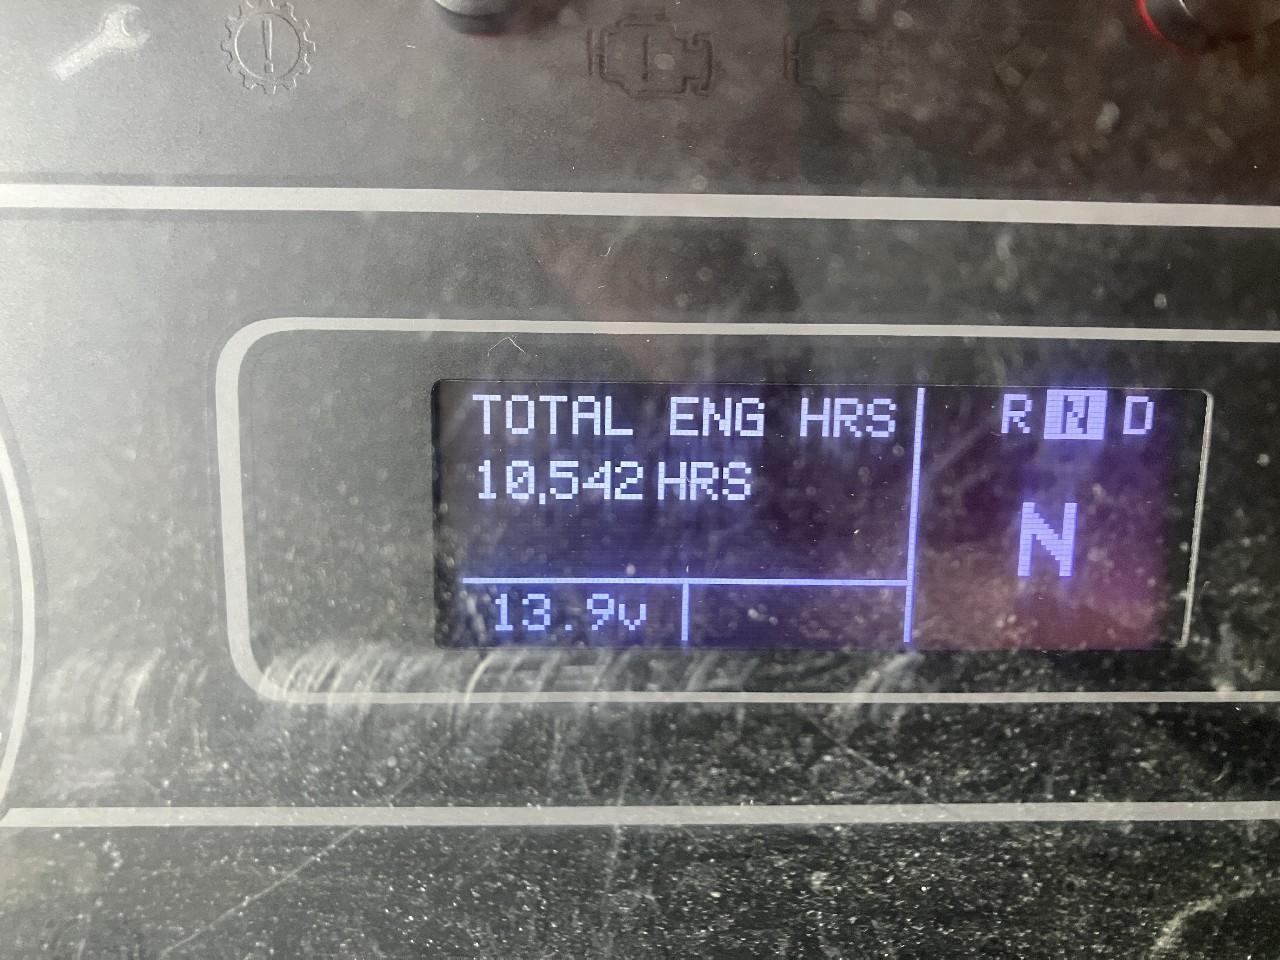 TOTAL ENG HRS
10,542 HRS
13.9v
R N D
N